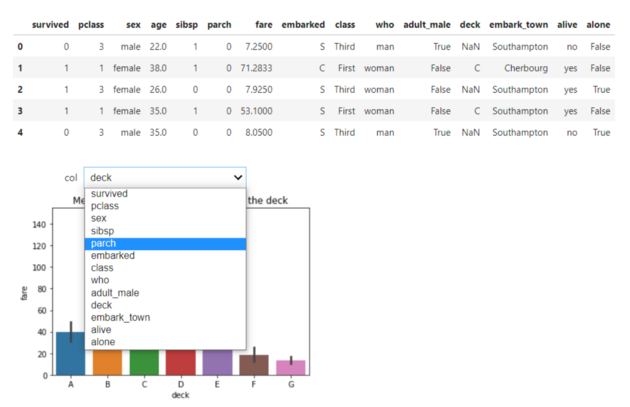 survived pclass sex age sibsp parch fare embarked class who adult_male deck embark_town alive alone
0 0 3 male 22.0 1 0 7.2500 S Third man True NaN Southampton no False
1 1 1 female 38.0 1 0 71.2833 C First woman False C Cherbourg yes False
2 1 3 female 26.0 0 0 7.9250 S Third woman False NaN Southampton yes True
3 1 1 female 35.0 1 0 53.1000 S First woman False C Southampton yes False
4 0 3 male 35.0 0 0 8.0500 S Third man True NaN Southampton no True
col deck
survived
the deck
pclass
sex
sibsp
parch
embarked
class
who
adult_male
deck
embark_town
alive
alone
140
120
100
80
60
40
20
0
fare
A B C D E F G
deck